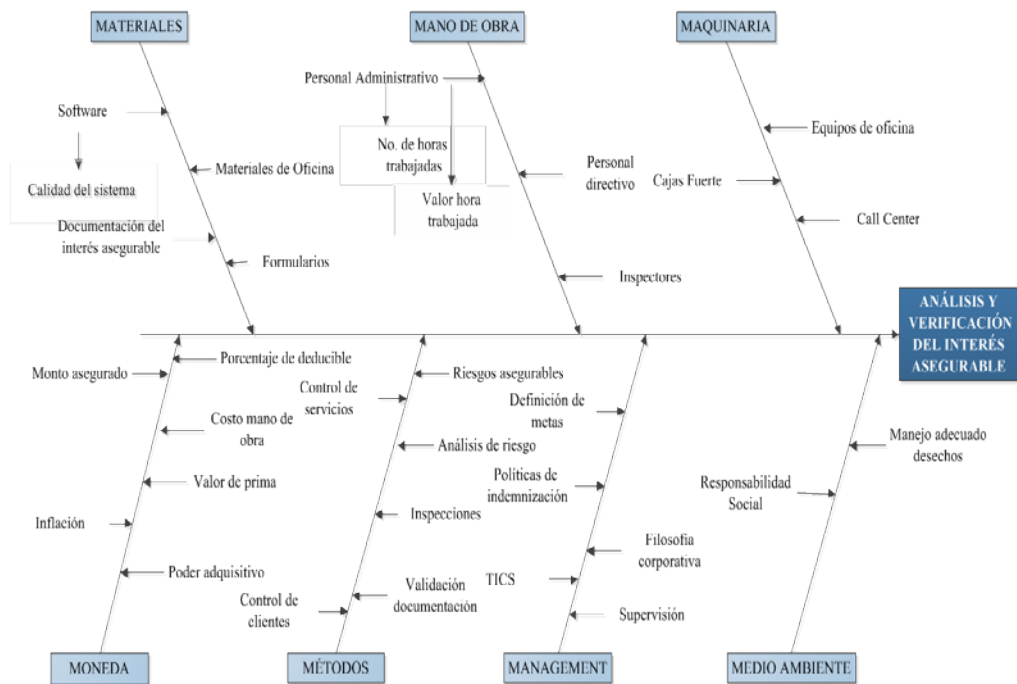 MATERIALES
MANO DE OBRA
MAQUINARIA
Software
Calidad del sistema
Materiales de Oficina
Documentación del
interés asegurable
Formularios
Personal Administrativo
No. de horas
trabajadas
Valor hora
trabajada
Personal
directivo
Inspectores
Equipos de oficina
Cajas Fuerte
Call Center
ANÁLISIS Y
VERIFICACIÓN
DEL INTERÉS
ASEGURABLE
Porcentaje de deducible
Monto asegurado
Costo mano de
obra
Valor de prima
Inflación
Poder adquisitivo
Riesgos asegurables
Control de
servicios
Análisis de riesgo
Inspecciones
Validación
documentación
Control de
clientes
Definición de
metas
Políticas de
indemnización
Filosofía
corporativa
TICS
Supervisión
Manejo adecuado
desechos
Responsabilidad
Social
MONEDA
MÉTODOS
MANAGEMENT
MEDIO AMBIENTE